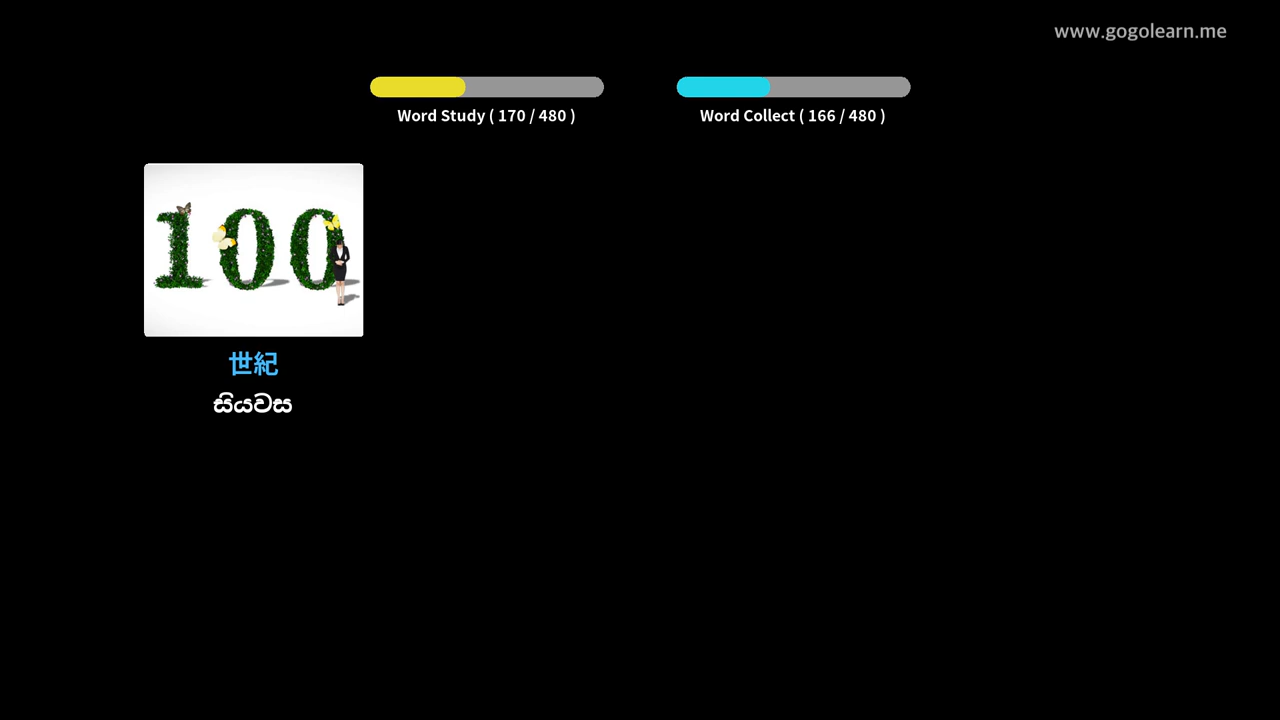 www.gogolearn.me
Word Study ( 170 / 480 )
Word Collect ( 166 / 480 )
100
世紀
සියවස